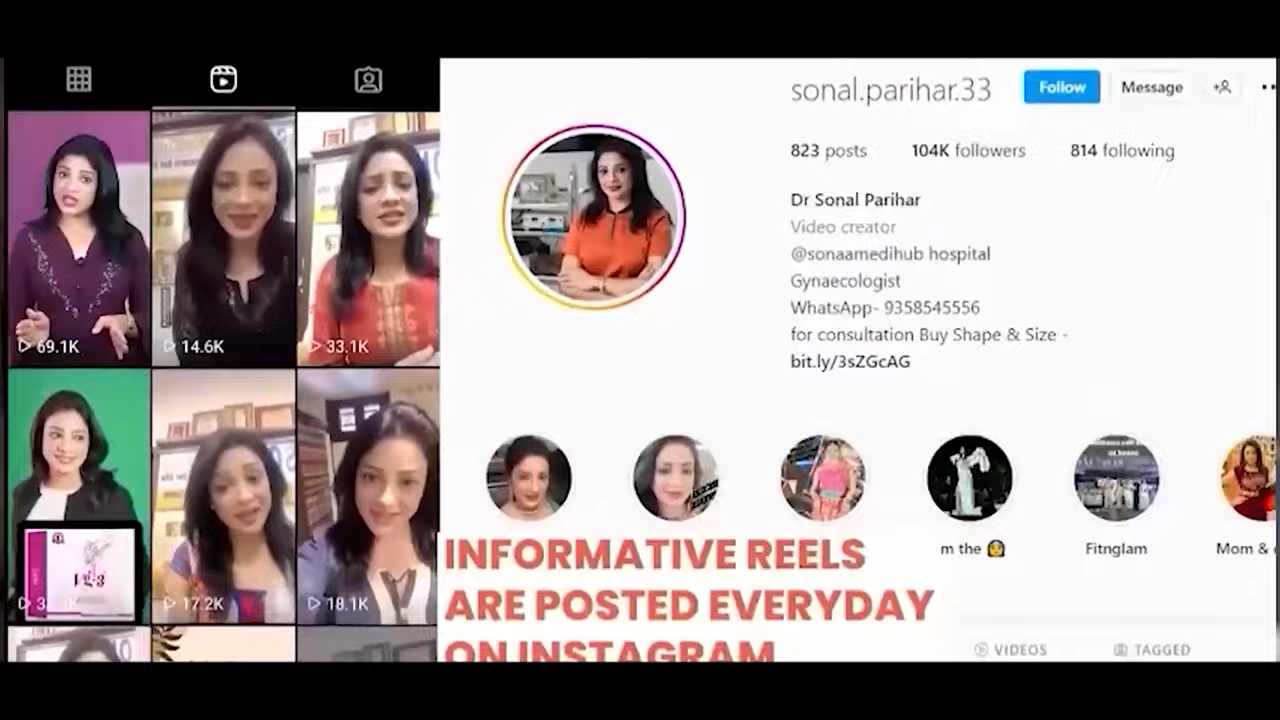 69.1K
14.6K
33.1K
17.2K
18.1K
sonal.parihar.33
Follow
Message
823 posts
104K followers
814 following
Dr Sonal Parihar
Video creator
@sonaamedihub hospital
Gynaecologist
WhatsApp- 9358545556
for consultation Buy Shape & Size -
bit.ly/3sZGcAG
m the
Fitnglam
Mom &
INFORMATIVE REELS
ARE POSTED EVERYDAY
ON INSTAGRAM
VIDEOS
TAGGED